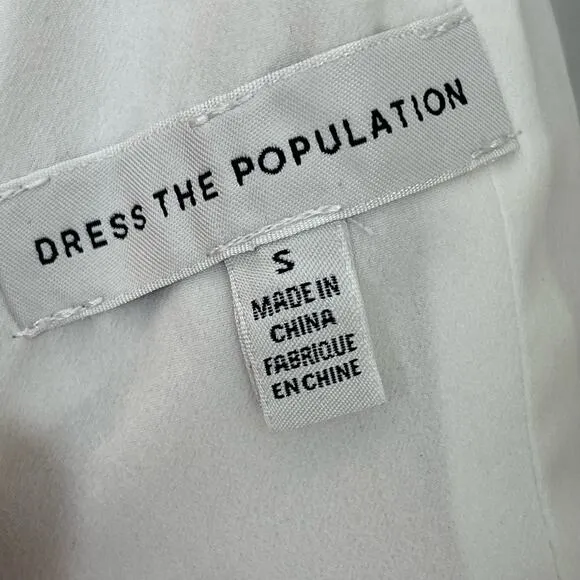 DRESS THE POPULATION
S
MADE IN
CHINA
FABRIQUE
EN CHINE